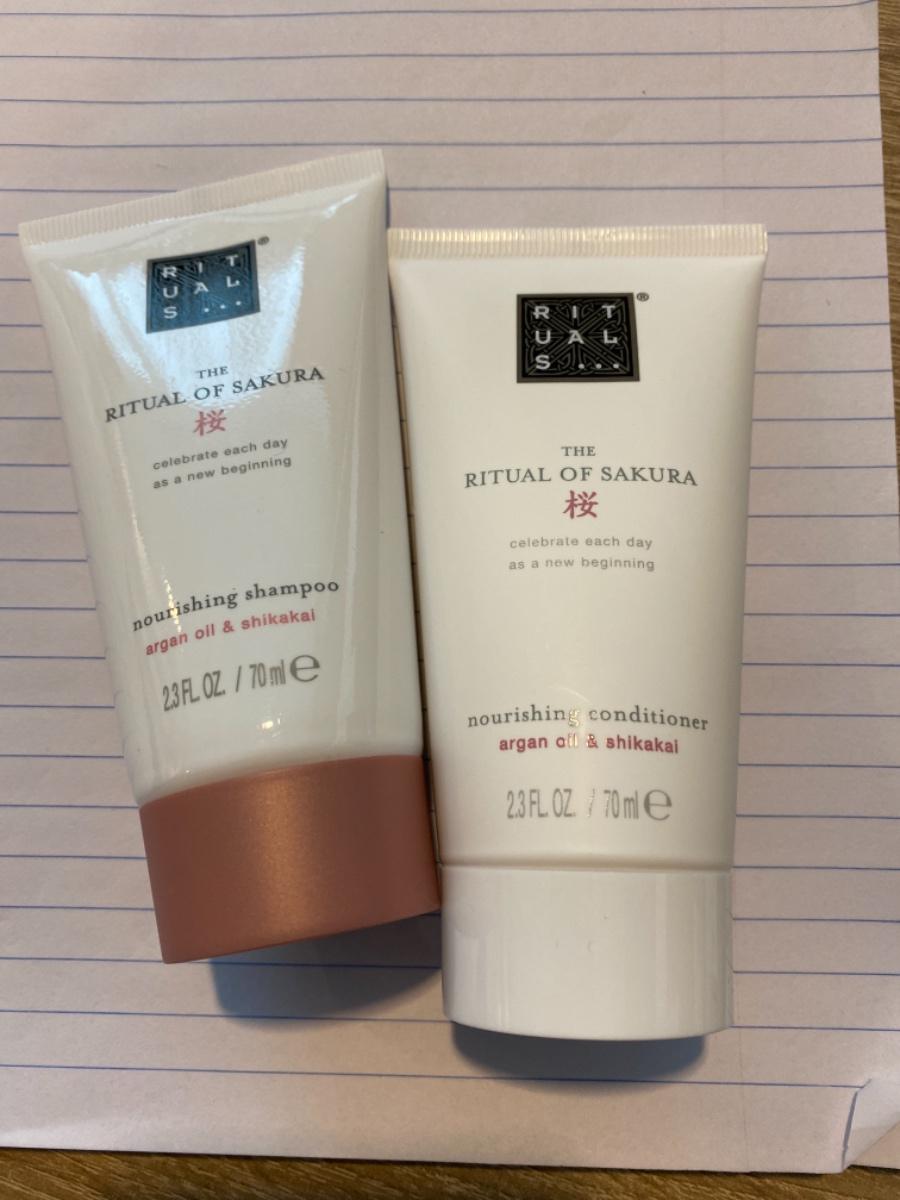 RIT
UAL
S...®
THE
RITUAL OF SAKURA
桜
celebrate each day
as a new beginning
nourishing shampoo
argan oil & shikakai
2.3 FL. OZ. / 70 ml ℮
RIT
UAL
S...®
THE
RITUAL OF SAKURA
桜
celebrate each day
as a new beginning
nourishing conditioner
argan oil & shikakai
2.3 FL. OZ. / 70 ml ℮